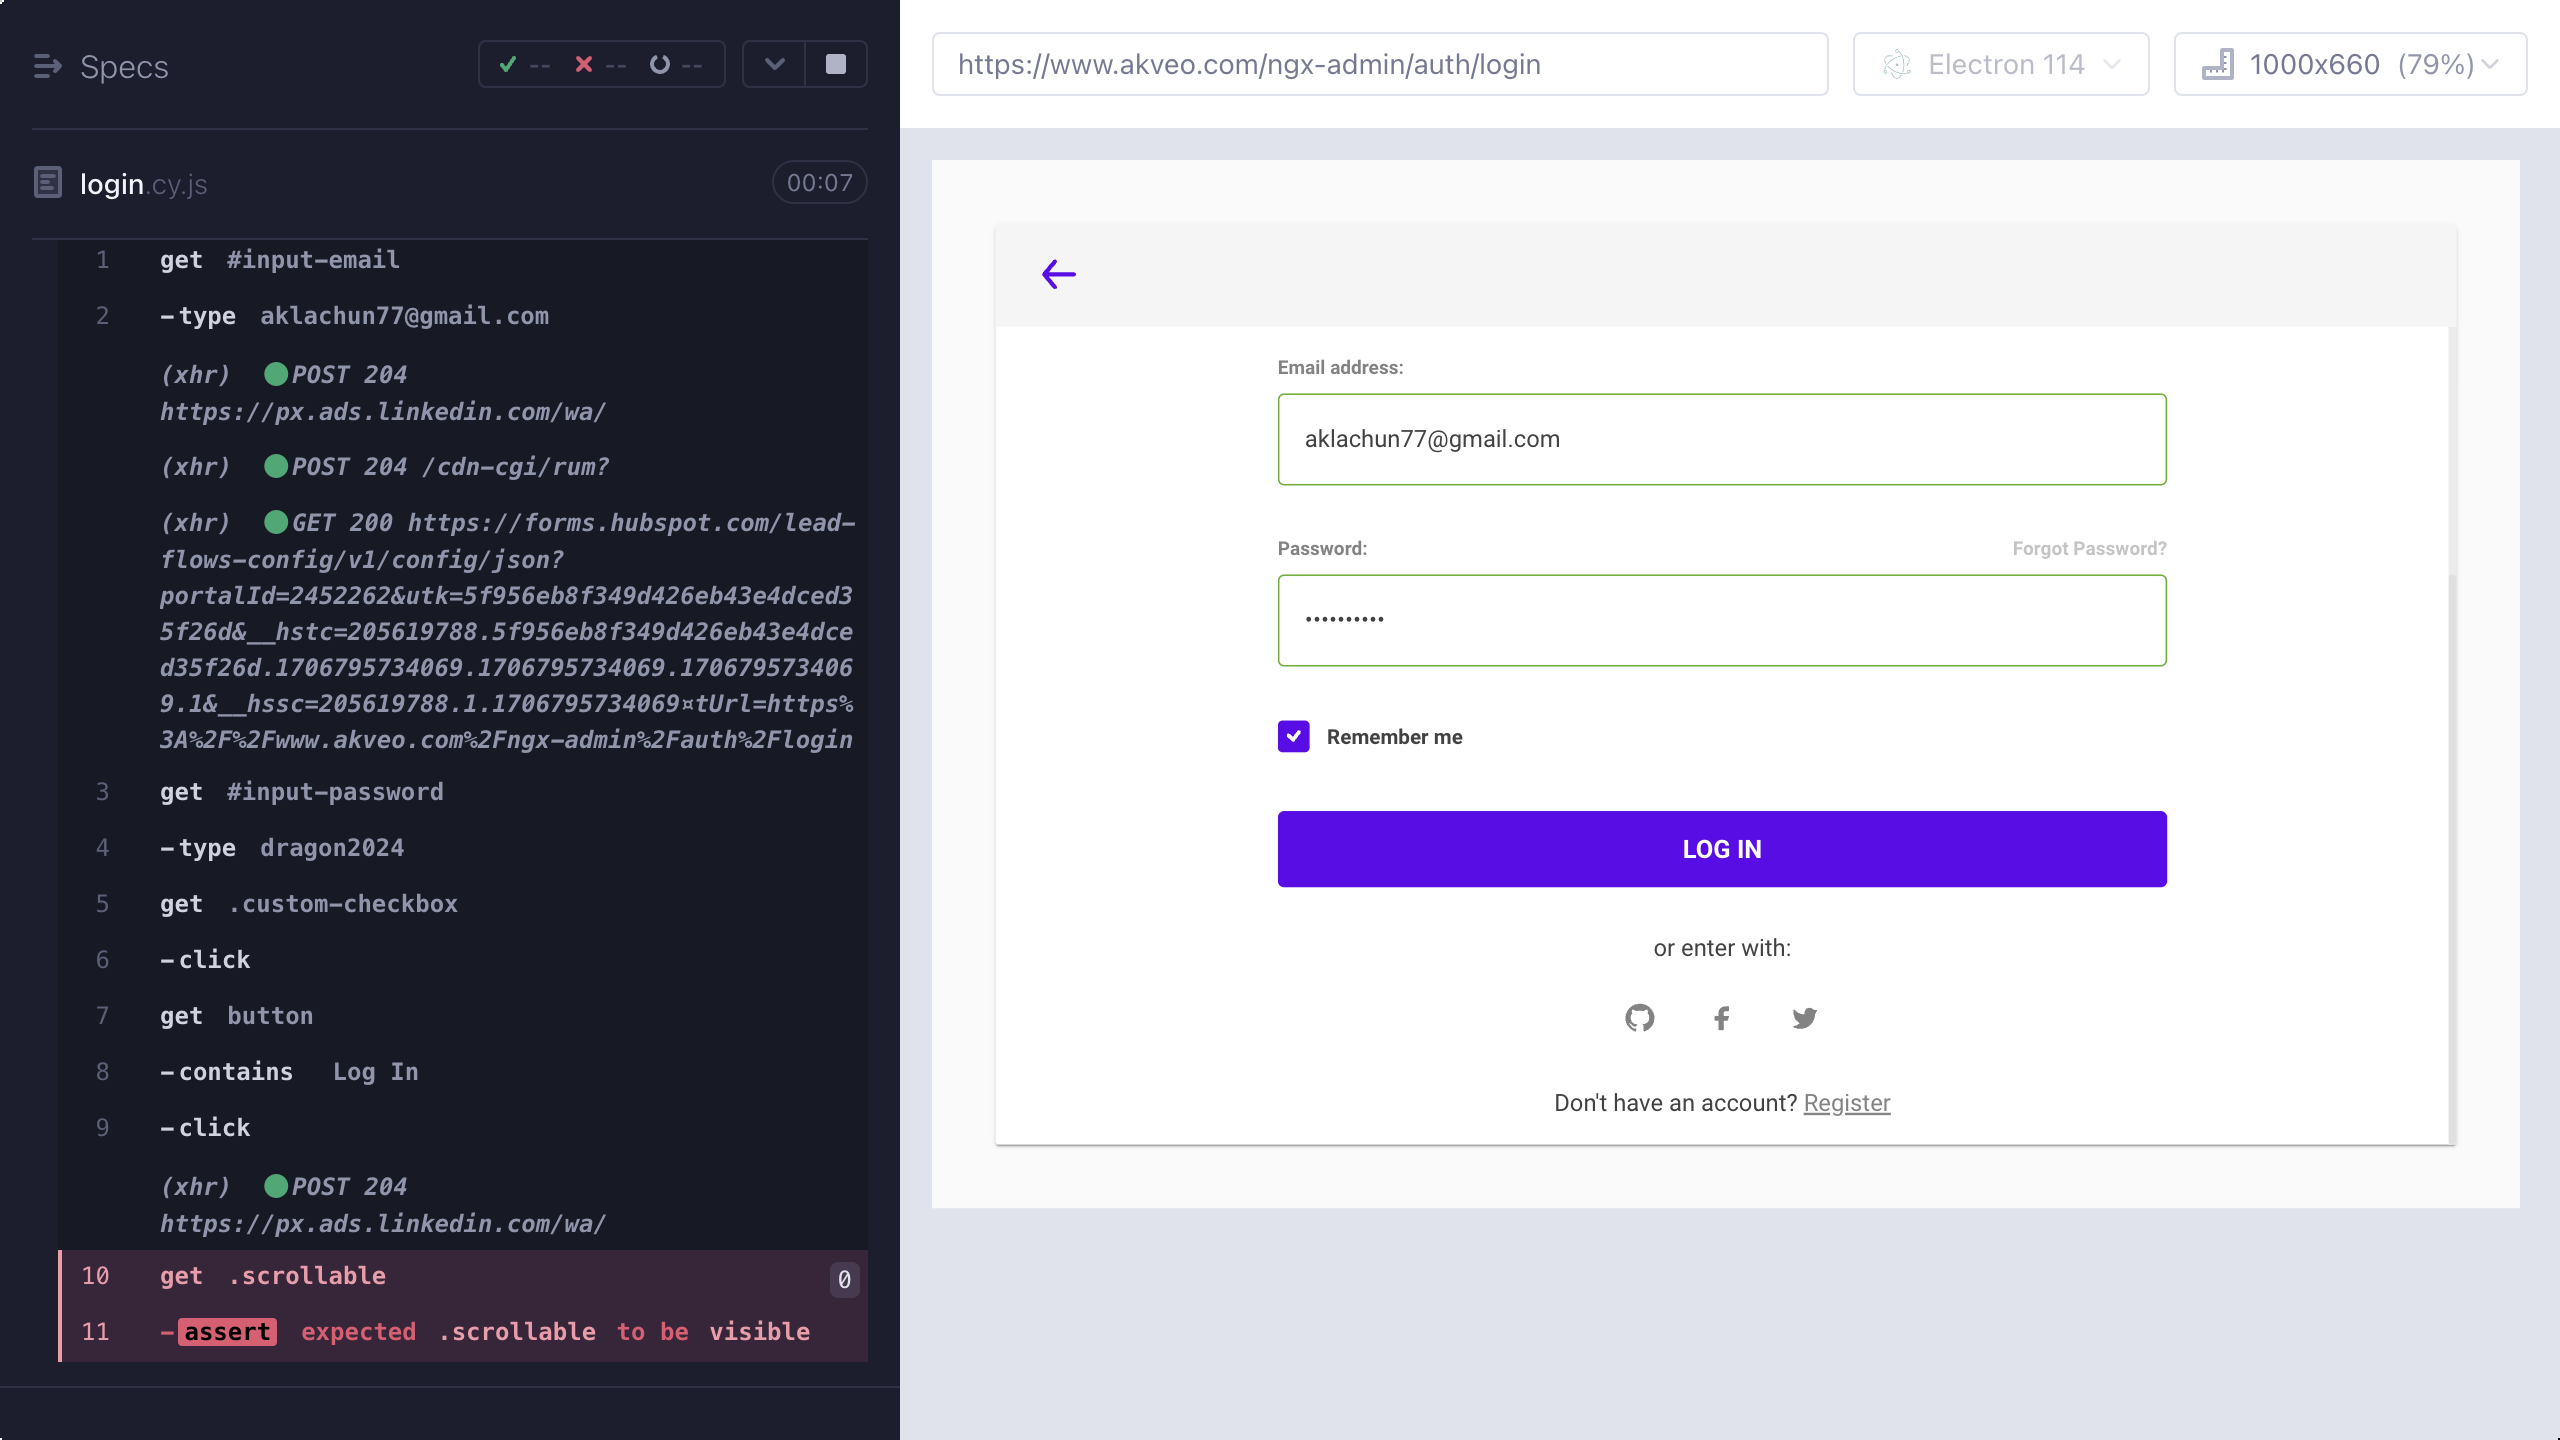 Specs
-- -- --
login.cy.js
00:07
1 get #input-email
2 -type aklachun77@gmail.com
(xhr) POST 204
https://px.ads.linkedin.com/wa/
(xhr) POST 204 /cdn-cgi/rum?
(xhr) GET 200 https://forms.hubspot.com/lead-
flows-config/v1/config/json?
portalId=2452262&utk=5f956eb8f349d426eb43e4dced3
5f26d&__hstc=205619788.5f956eb8f349d426eb43e4dce
d35f26d.1706795734069.1706795734069.170679573406
9.1&__hssc=205619788.1.1706795734069¤tUrl=https%
3A%2F%2Fwww.akveo.com%2Fngx-admin%2Fauth%2Flogin
3 get #input-password
4 -type dragon2024
5 get .custom-checkbox
6 -click
7 get button
8 -contains Log In
9 -click
(xhr) POST 204
https://px.ads.linkedin.com/wa/
10 get .scrollable 0
11 -assert expected .scrollable to be visible
https://www.akveo.com/ngx-admin/auth/login
Electron 114
1000x660 (79%)
Email address:
aklachun77@gmail.com
Password: Forgot Password?
••••••••••
Remember me
LOG IN
or enter with:
Don't have an account? Register